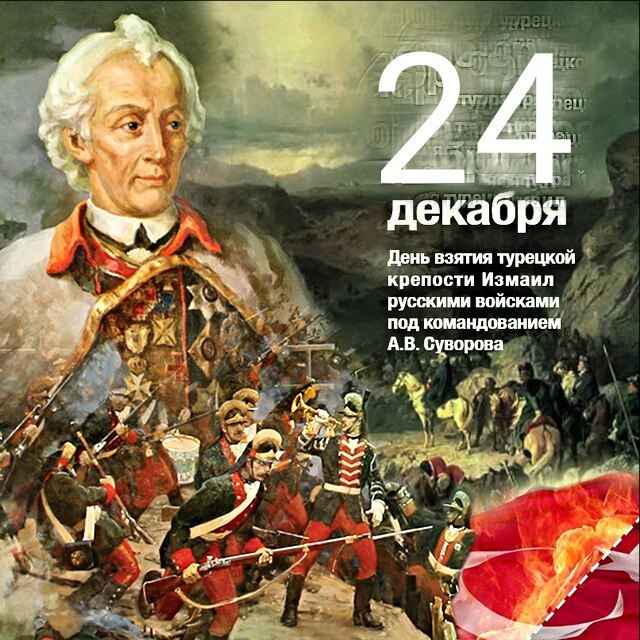 24
декабря
День взятия турецкой
крепости Измаил
русскими войсками
под командованием
А.В. Суворова